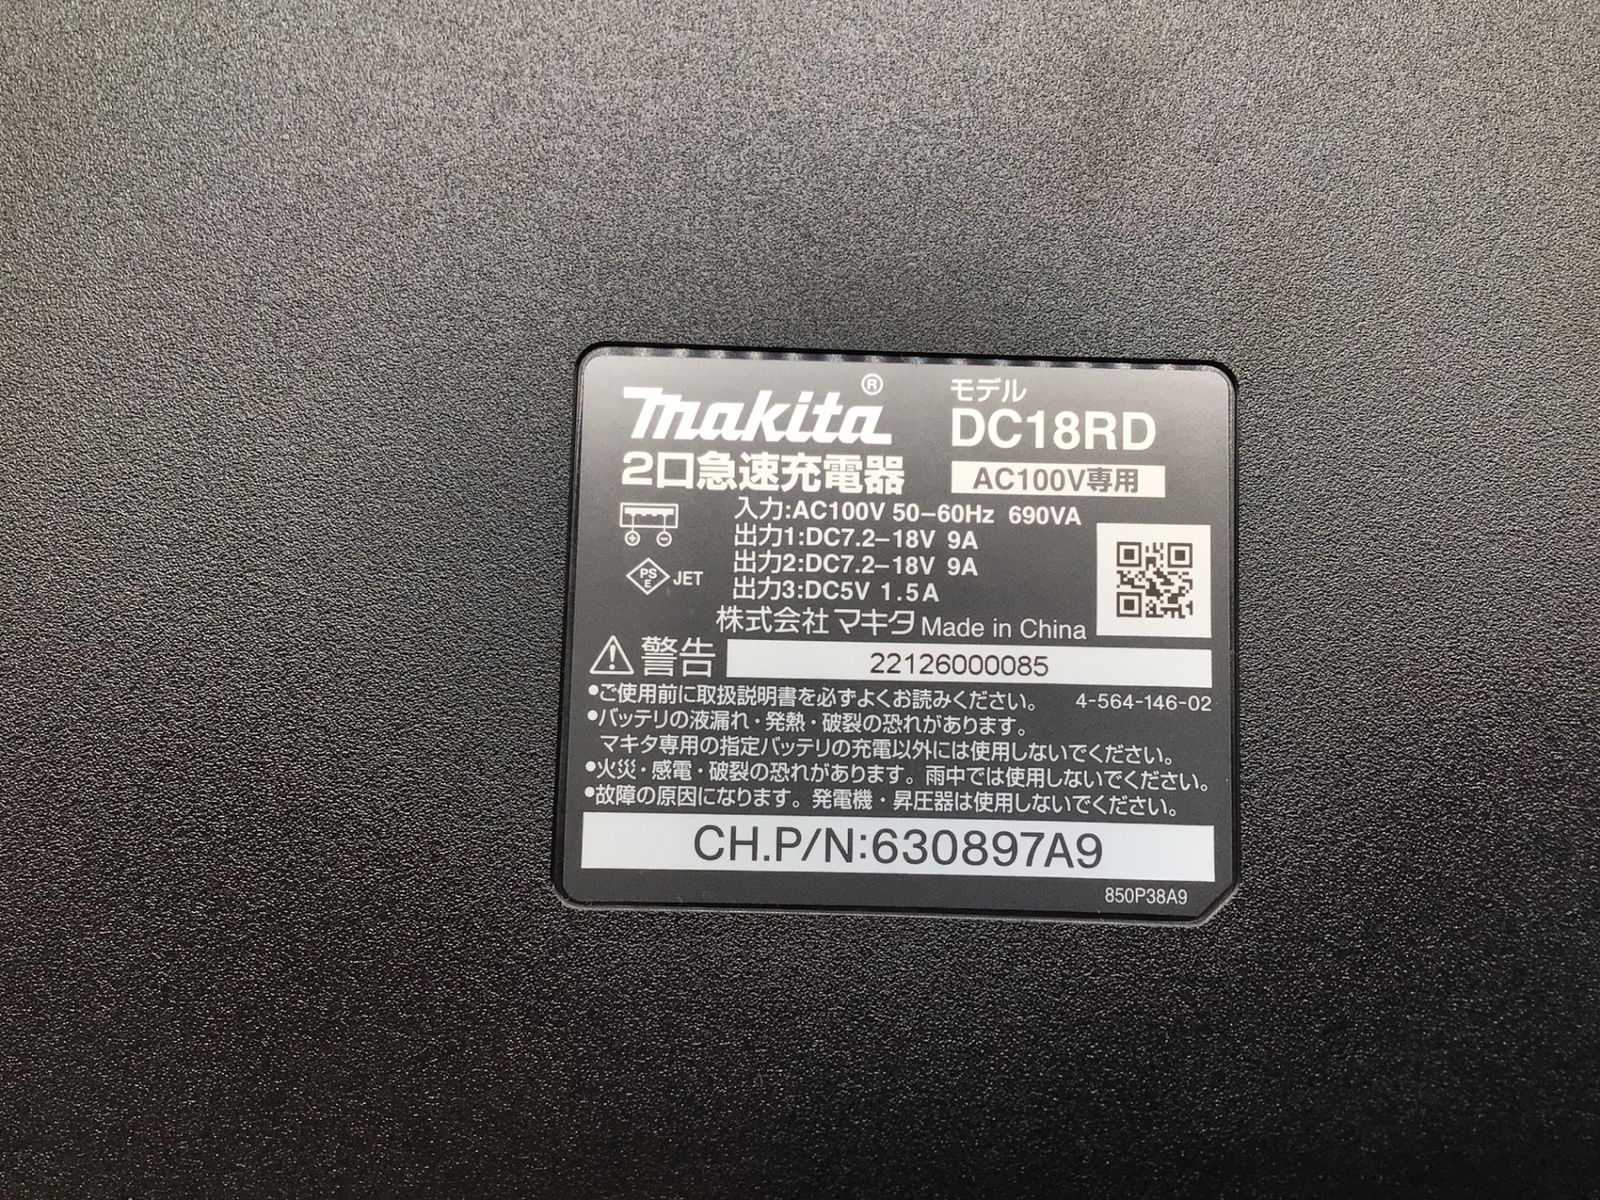 makita®
モデル
DC18RD
2口急速充電器
AC100V専用
入力:AC100V 50–60Hz 690VA
出力1:DC7.2–18V 9A
出力2:DC7.2–18V 9A
出力3:DC5V 1.5A
PS
E
JET
株式会社 マキタ Made in China
警告
22126000085
•ご使用前に取扱説明書を必ずよくお読みください。 4-564-146-02
•バッテリの液漏れ・発熱・破裂の恐れがあります。
マキタ専用の指定バッテリの充電以外には使用しないでください。
•火災・感電・破裂の恐れがあります。雨中では使用しないでください。
•故障の原因になります。発電機・昇圧器は使用しないでください。
CH.P/N:630897A9
850P38A9